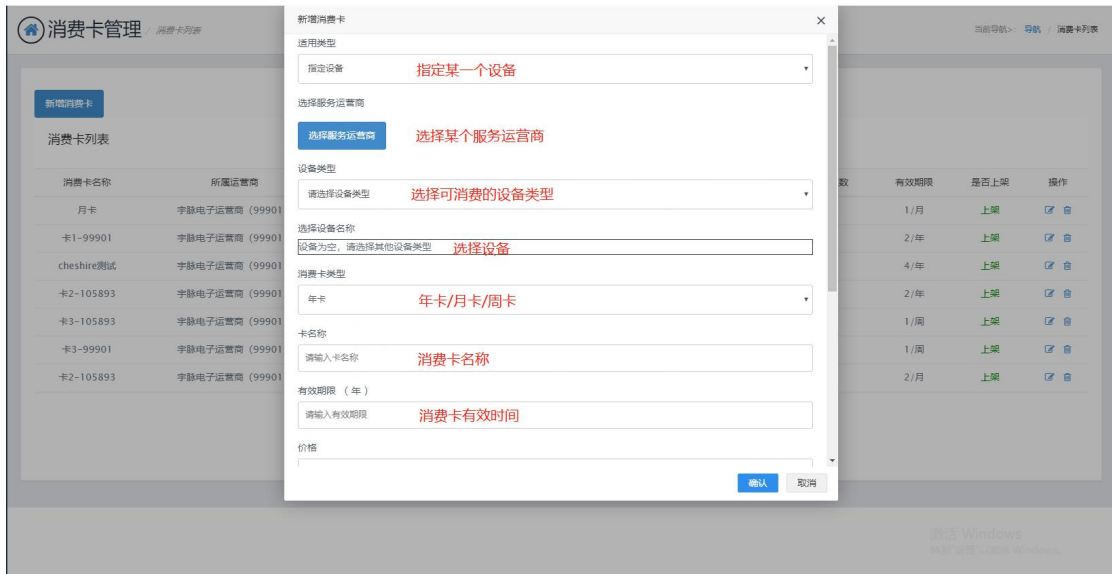 消费卡管理 / 消费卡列表
当前导航>: 导航 / 消费卡列表
新增消费卡
消费卡列表
消费卡名称 所属运营商 数 有效期限 是否上架 操作
月卡 宇脉电子运营商 (99901 1/月 上架
卡1-99901 宇脉电子运营商 (99901 2/年 上架
cheshire测试 宇脉电子运营商 (99901 4/年 上架
卡2-105893 宇脉电子运营商 (99901 2/年 上架
卡3-105893 宇脉电子运营商 (99901 1/周 上架
卡3-99901 宇脉电子运营商 (99901 1/周 上架
卡2-105893 宇脉电子运营商 (99901 2/月 上架
新增消费卡 ×
适用类型
指定设备 指定某一个设备
选择服务运营商
选择服务运营商 选择某个服务运营商
设备类型
请选择设备类型 选择可消费的设备类型
选择设备名称
设备为空，请选择其他设备类型 选择设备
消费卡类型
年卡 年卡/月卡/周卡
卡名称
请输入卡名称 消费卡名称
有效期限 （ 年 ）
请输入有效期限 消费卡有效时间
价格
确认 取消
激活 Windows